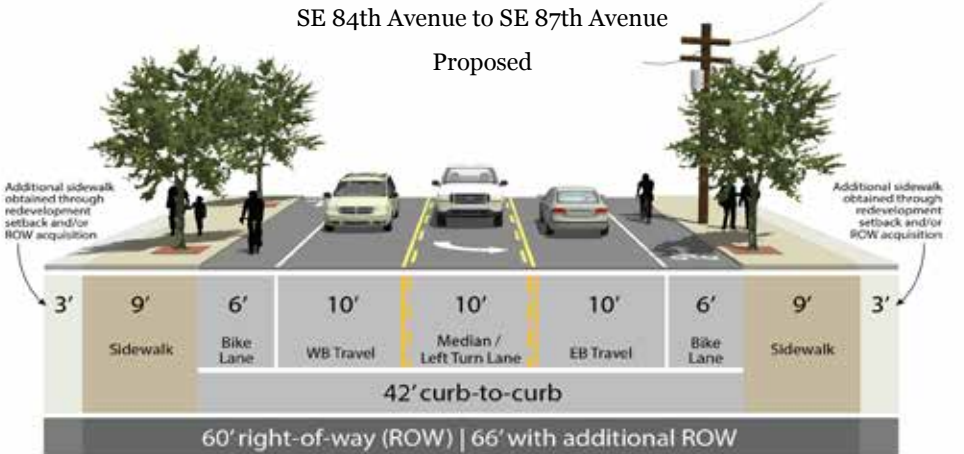 SE 84th Avenue to SE 87th Avenue
Proposed
Additional sidewalk
obtained through
redevelopment
setback and/or
ROW acquisition
Additional sidewalk
obtained through
redevelopment
setback and/or
ROW acquisition
3' 9' 6' 10' 10' 10' 6' 9' 3'
Sidewalk
Bike
Lane
WB Travel
Median /
Left Turn Lane
EB Travel
Bike
Lane
Sidewalk
42' curb-to-curb
60' right-of-way (ROW) | 66' with additional ROW